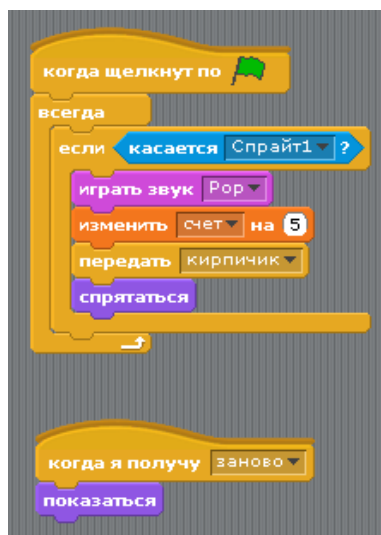 когда щелкнут по
всегда
если касается Спрайт1 ?
играть звук Pop
изменить счет на 5
передать кирпичик
спрятаться
когда я получу заново
показаться